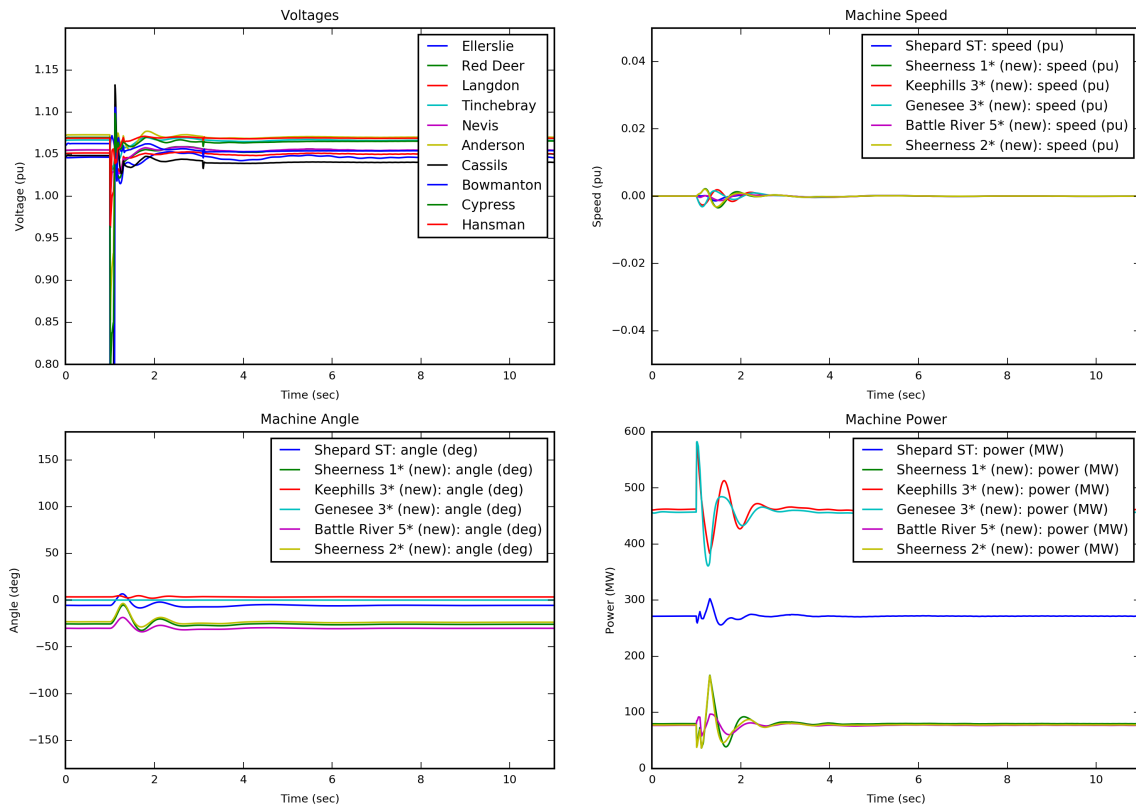 Voltages
Voltage (pu)
1.15
1.10
1.05
1.00
0.95
0.90
0.85
0.80
0 2 4 6 8 10
Time (sec)
Ellerslie
Red Deer
Langdon
Tinchebray
Nevis
Anderson
Cassils
Bowmanton
Cypress
Hansman
Machine Speed
Speed (pu)
0.04
0.02
0.00
−0.02
−0.04
0 2 4 6 8 10
Time (sec)
Shepard ST: speed (pu)
Sheerness 1* (new): speed (pu)
Keephills 3* (new): speed (pu)
Genesee 3* (new): speed (pu)
Battle River 5* (new): speed (pu)
Sheerness 2* (new): speed (pu)
Machine Angle
Angle (deg)
150
100
50
0
−50
−100
−150
0 2 4 6 8 10
Time (sec)
Shepard ST: angle (deg)
Sheerness 1* (new): angle (deg)
Keephills 3* (new): angle (deg)
Genesee 3* (new): angle (deg)
Battle River 5* (new): angle (deg)
Sheerness 2* (new): angle (deg)
Machine Power
Power (MW)
600
500
400
300
200
100
0
0 2 4 6 8 10
Time (sec)
Shepard ST: power (MW)
Sheerness 1* (new): power (MW)
Keephills 3* (new): power (MW)
Genesee 3* (new): power (MW)
Battle River 5* (new): power (MW)
Sheerness 2* (new): power (MW)